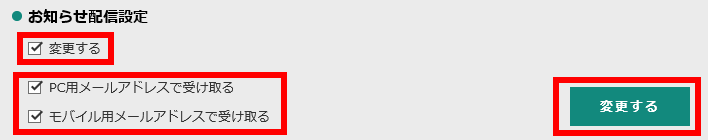 お知らせ配信設定
変更する
PC用メールアドレスで受け取る
モバイル用メールアドレスで受け取る
変更する